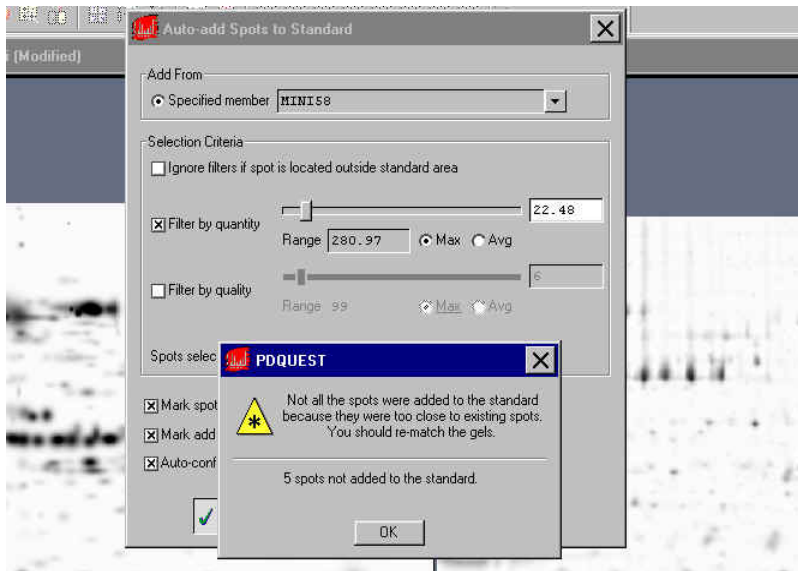 (Modified)
Auto-add Spots to Standard
Add From
Specified member MINI58
Selection Criteria
Ignore filters if spot is located outside standard area
Filter by quantity 22.48
Range 280.97 Max Avg
Filter by quality 6
Range 99 Max Avg
Spots selec
PDQUEST
Not all the spots were added to the standard
because they were too close to existing spots.
You should re-match the gels.
5 spots not added to the standard.
OK
Mark spot
Mark add
Auto-conf